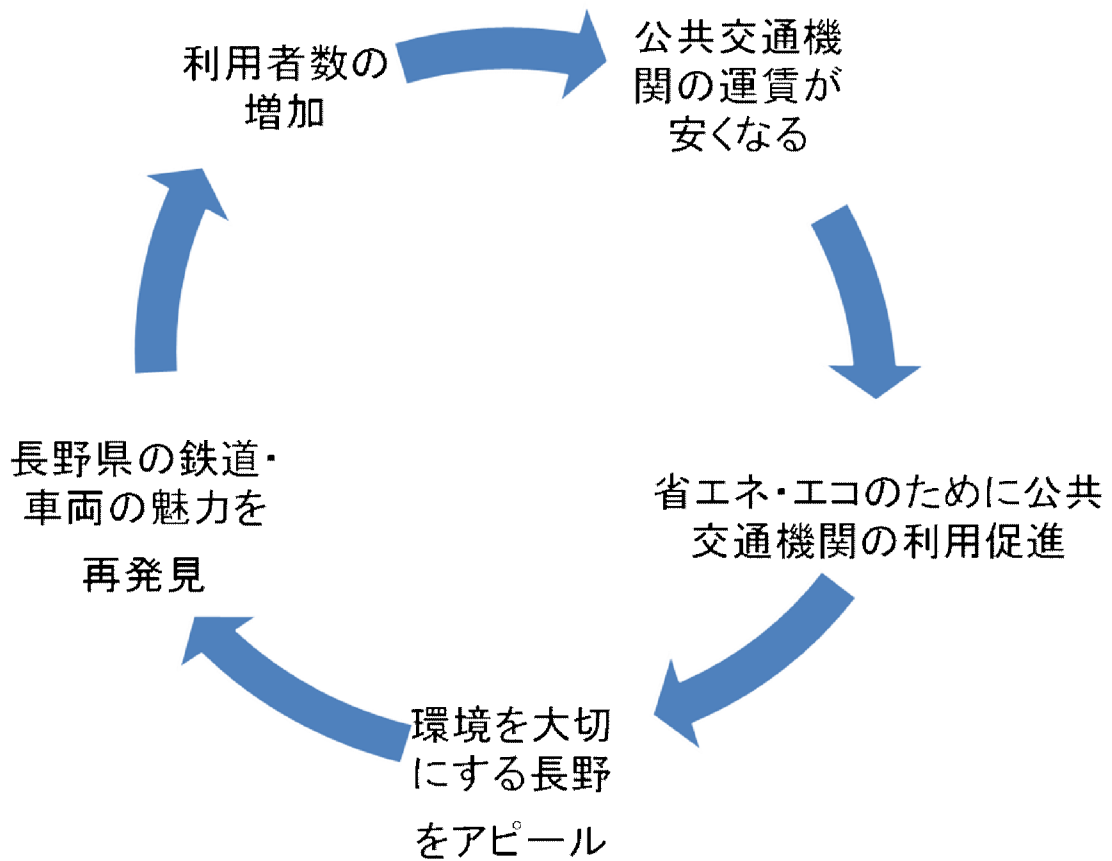 利用者数の
増加
公共交通機
関の運賃が
安くなる
省エネ・エコのために公共
交通機関の利用促進
環境を大切
にする長野
をアピール
長野県の鉄道・
車両の魅力を
再発見